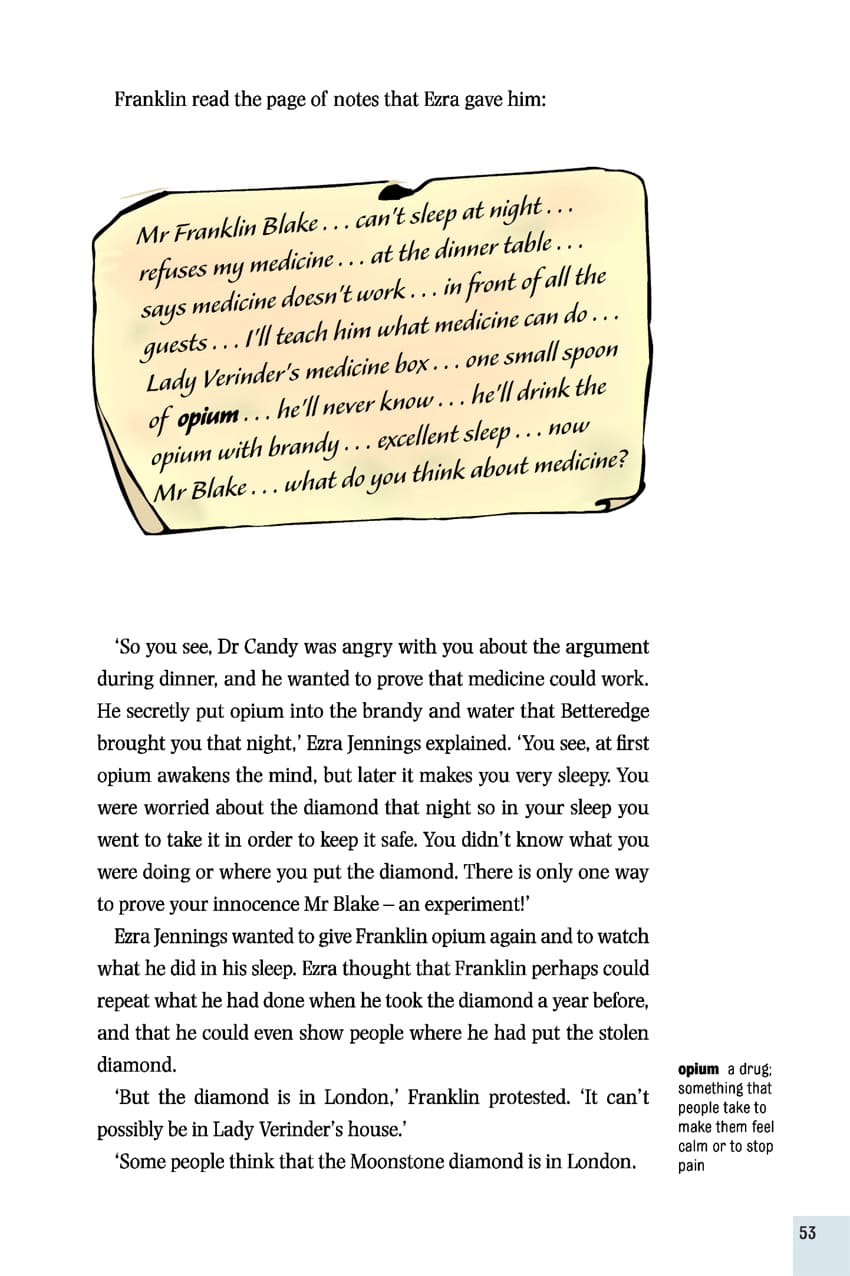 Franklin read the page of notes that Ezra gave him:
Mr Franklin Blake . . . can't sleep at night . . .
refuses my medicine . . . at the dinner table . . .
says medicine doesn't work . . . in front of all the
guests . . . I'll teach him what medicine can do . . .
Lady Verinder's medicine box . . . one small spoon
of opium . . . he'll never know . . . he'll drink the
opium with brandy . . . excellent sleep . . . now
Mr Blake . . . what do you think about medicine?
‘So you see, Dr Candy was angry with you about the argument
during dinner, and he wanted to prove that medicine could work.
He secretly put opium into the brandy and water that Betteredge
brought you that night,’ Ezra Jennings explained. ‘You see, at first
opium awakens the mind, but later it makes you very sleepy. You
were worried about the diamond that night so in your sleep you
went to take it in order to keep it safe. You didn’t know what you
were doing or where you put the diamond. There is only one way
to prove your innocence Mr Blake – an experiment!’
Ezra Jennings wanted to give Franklin opium again and to watch
what he did in his sleep. Ezra thought that Franklin perhaps could
repeat what he had done when he took the diamond a year before,
and that he could even show people where he had put the stolen
diamond.
‘But the diamond is in London,’ Franklin protested. ‘It can’t
possibly be in Lady Verinder’s house.’
‘Some people think that the Moonstone diamond is in London.
opium a drug;
something that
people take to
make them feel
calm or to stop
pain
53